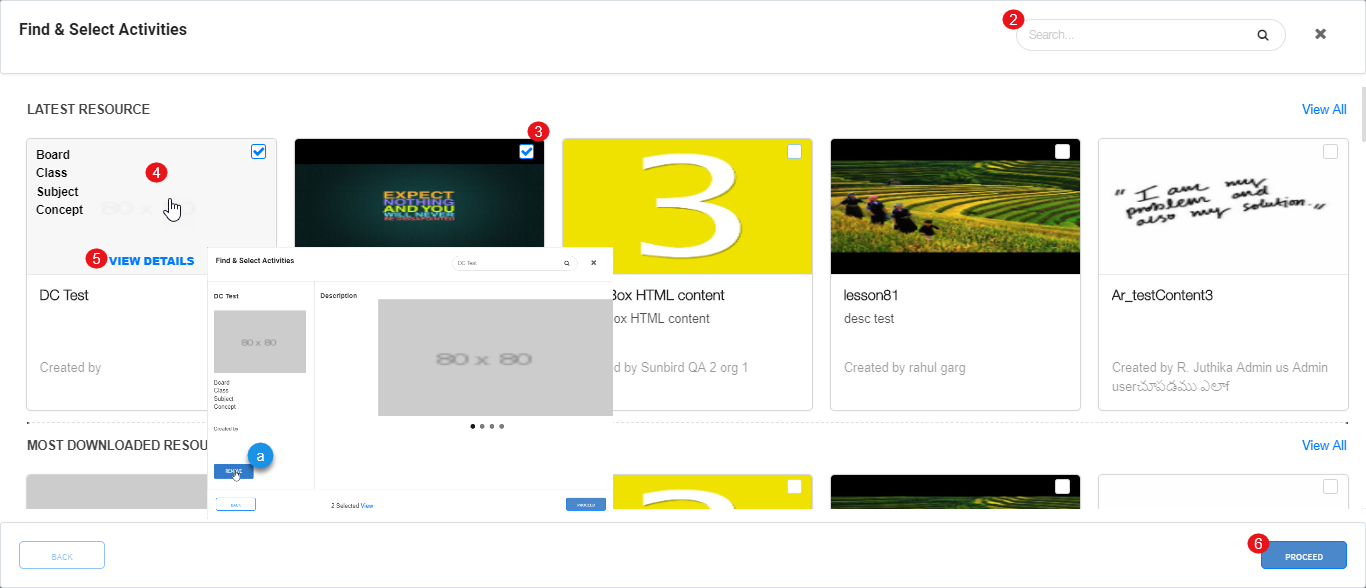 Find & Select Activities
2
Search...
LATEST RESOURCE
View All
3
Board
Class
Subject
Concept
4
80 x 80
5
VIEW DETAILS
DC Test
Created by
EXPECT
NOTHING
AND YOU
WILL NEVER
BE DISAPPOINTED
3
Box HTML content
ox HTML content
d by Sunbird QA 2 org 1
lesson81
desc test
Created by rahul garg
"I am my
problem and
also my solution."
Ar_testContent3
Created by R. Juthika Admin us Admin
userచూపడము ఎలాf
Find & Select Activities
DC Test
DC Test
80 x 80
Board
Class
Subject
Concept
Created by
a
REMOVE
Description
80 x 80
BACK
2 Selected View
PROCEED
MOST DOWNLOADED RESOU
View All
BACK
6
PROCEED